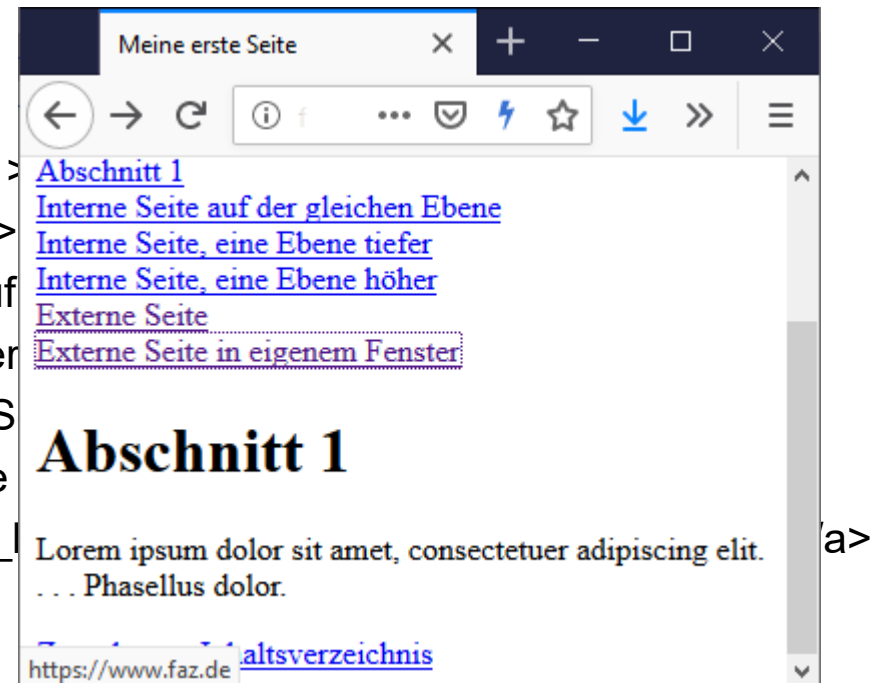 Meine erste Seite
f
>
Abschnitt 1
Interne Seite auf der gleichen Ebene
>
Interne Seite, eine Ebene tiefer
uf
Interne Seite, eine Ebene höher
Externe Seite
er
Externe Seite in eigenem Fenster
S
Abschnitt 1
e
Lorem ipsum dolor sit amet, consectetuer adipiscing elit.
/a>
. . . Phasellus dolor.
altsverzeichnis
https://www.faz.de